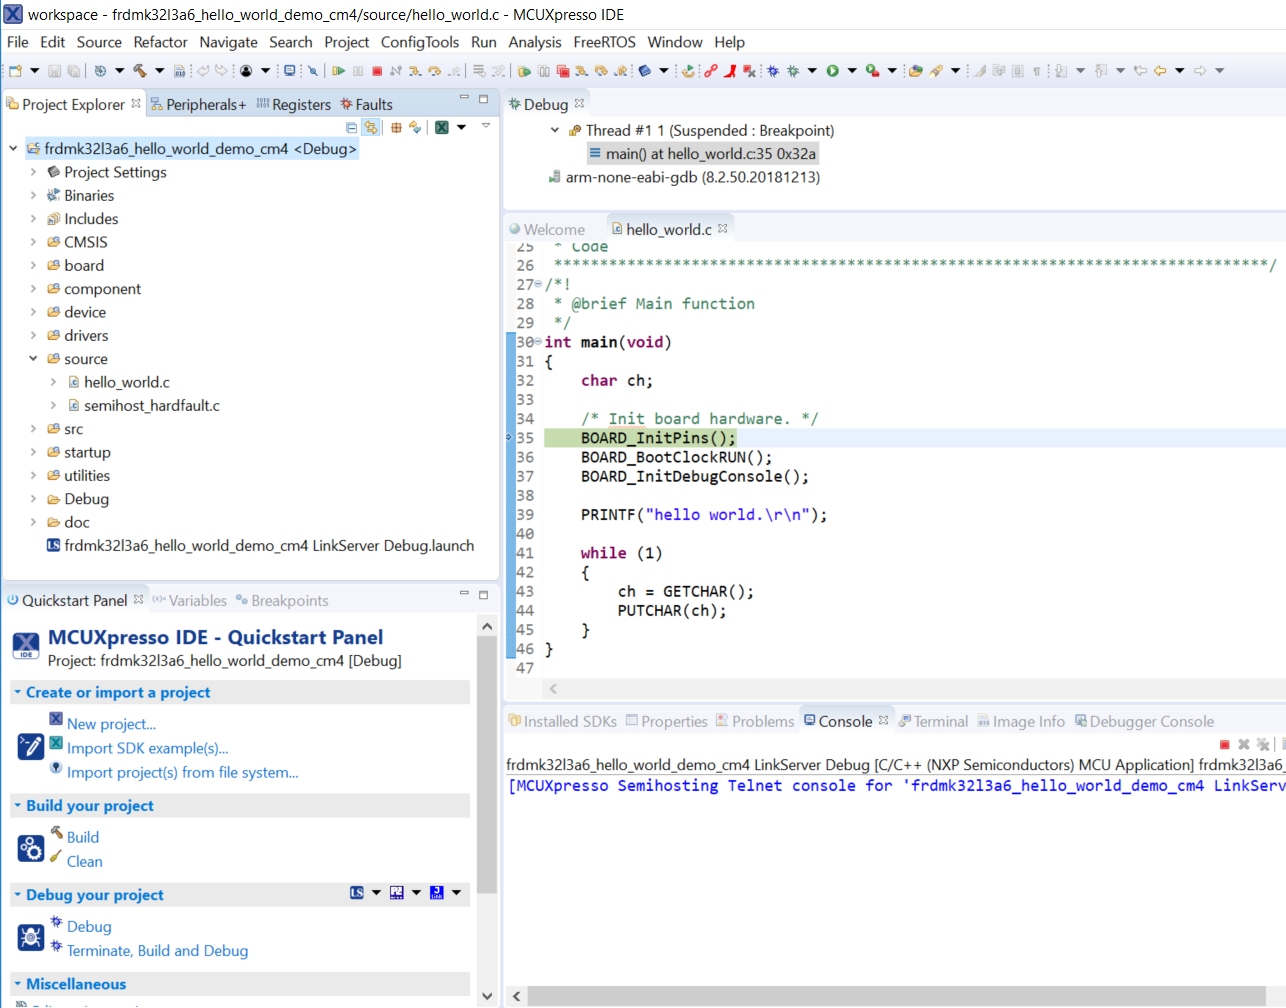 workspace - frdmk32l3a6_hello_world_demo_cm4/source/hello_world.c - MCUXpresso IDE
File Edit Source Refactor Navigate Search Project ConfigTools Run Analysis FreeRTOS Window Help
Project Explorer Peripherals+ Registers Faults
frdmk32l3a6_hello_world_demo_cm4 <Debug>
Project Settings
Binaries
Includes
CMSIS
board
component
device
drivers
source
hello_world.c
semihost_hardfault.c
src
startup
utilities
Debug
doc
LS frdmk32l3a6_hello_world_demo_cm4 LinkServer Debug.launch
Quickstart Panel (x)= Variables Breakpoints
IDE
MCUXpresso IDE - Quickstart Panel
Project: frdmk32l3a6_hello_world_demo_cm4 [Debug]
Create or import a project
New project...
Import SDK example(s)...
Import project(s) from file system...
Build your project
Build
Clean
Debug your project LS
Debug
Terminate, Build and Debug
Miscellaneous
Debug
Thread #1 1 (Suspended : Breakpoint)
main() at hello_world.c:35 0x32a
arm-none-eabi-gdb (8.2.50.20181213)
Welcome hello_world.c
25 * Code
26 ******************************************************************************/
27 /*!
28 * @brief Main function
29 */
30 int main(void)
31 {
32 char ch;
33
34 /* Init board hardware. */
35 BOARD_InitPins();
36 BOARD_BootClockRUN();
37 BOARD_InitDebugConsole();
38
39 PRINTF("hello world.\r\n");
40
41 while (1)
42 {
43 ch = GETCHAR();
44 PUTCHAR(ch);
45 }
46 }
47
Installed SDKs Properties Problems Console Terminal Image Info Debugger Console
frdmk32l3a6_hello_world_demo_cm4 LinkServer Debug [C/C++ (NXP Semiconductors) MCU Application] frdmk32l3a6_
[MCUXpresso Semihosting Telnet console for 'frdmk32l3a6_hello_world_demo_cm4 LinkServ